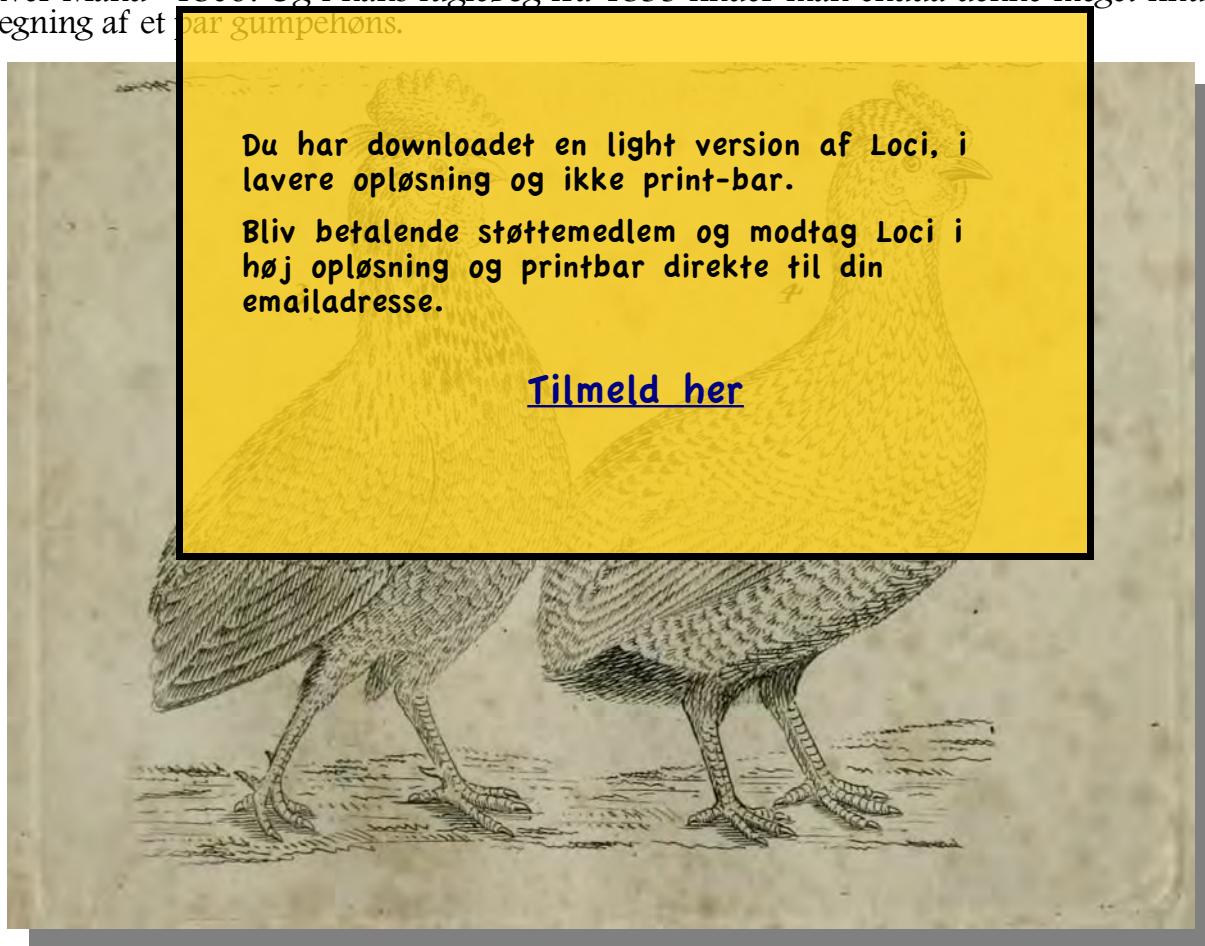 egning af et par gumpehøns.
Du har downloadet en light version af Loci, i
lavere opløsning og ikke print-bar.
Bliv betalende støttemedlem og modtag Loci i
høj opløsning og printbar direkte til din
emailadresse.
4
Tilmeld her